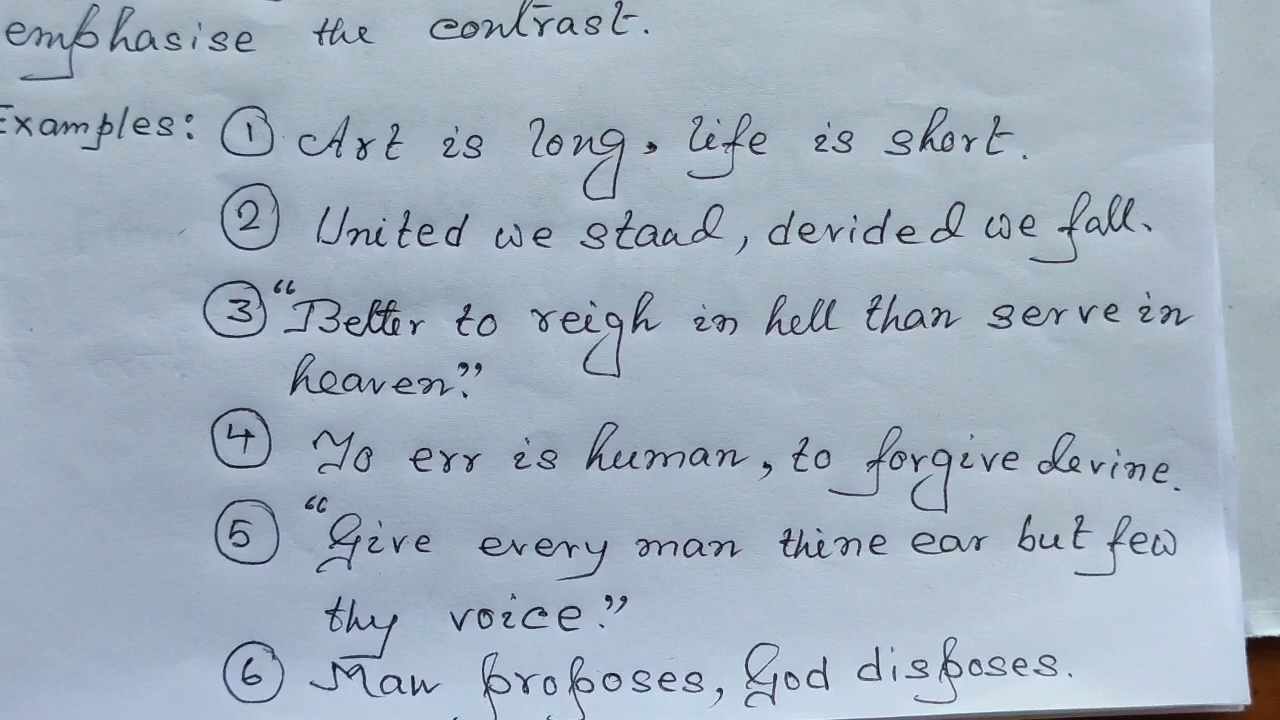 emphasise the contrast.
Examples: ① Art is long, life is short.
② United we stand, devided we fall.
③ "Better to reigh in hell than serve in
heaven."
④ To err is human, to forgive devine.
⑤ "Give every man thine ear but few
thy voice."
⑥ Man proposes, God disposes.